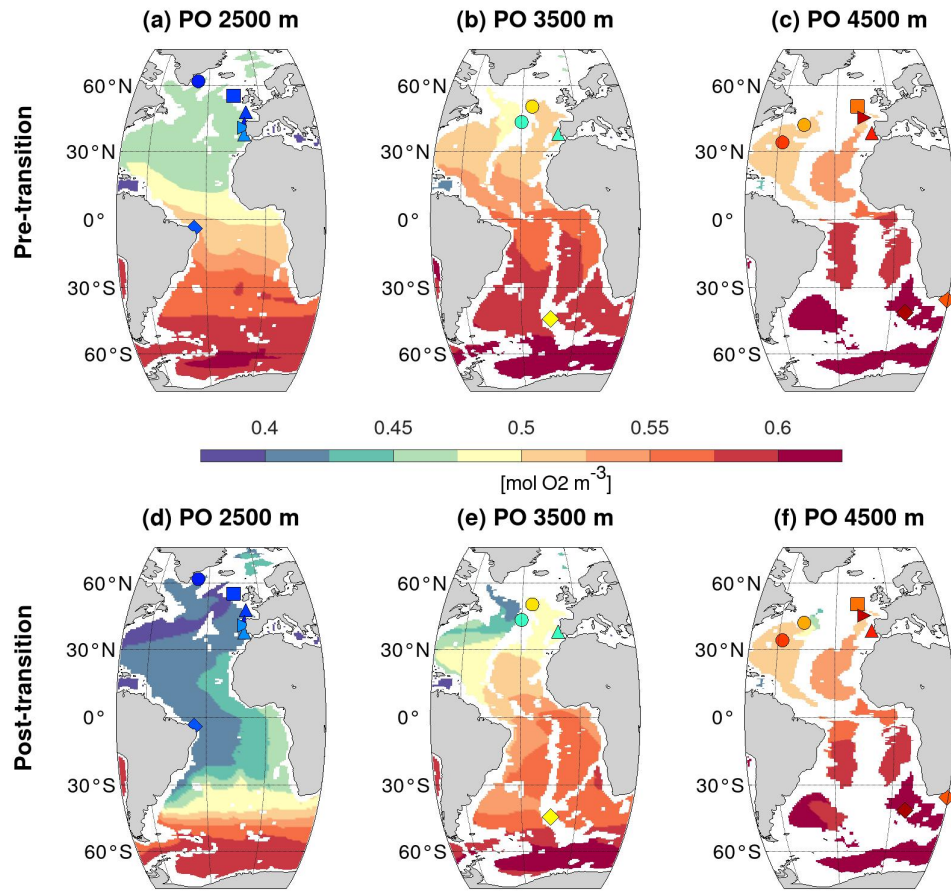 (a) PO 2500 m
(b) PO 3500 m
(c) PO 4500 m
Pre-transition
60°N
30°N
0°
30°S
60°S
60°N
30°N
0°
30°S
60°S
60°N
30°N
0°
30°S
60°S
0.4
0.45
0.5
0.55
0.6
[mol O2 m-3]
(d) PO 2500 m
(e) PO 3500 m
(f) PO 4500 m
Post-transition
60°N
30°N
0°
30°S
60°S
60°N
30°N
0°
30°S
60°S
60°N
30°N
0°
30°S
60°S